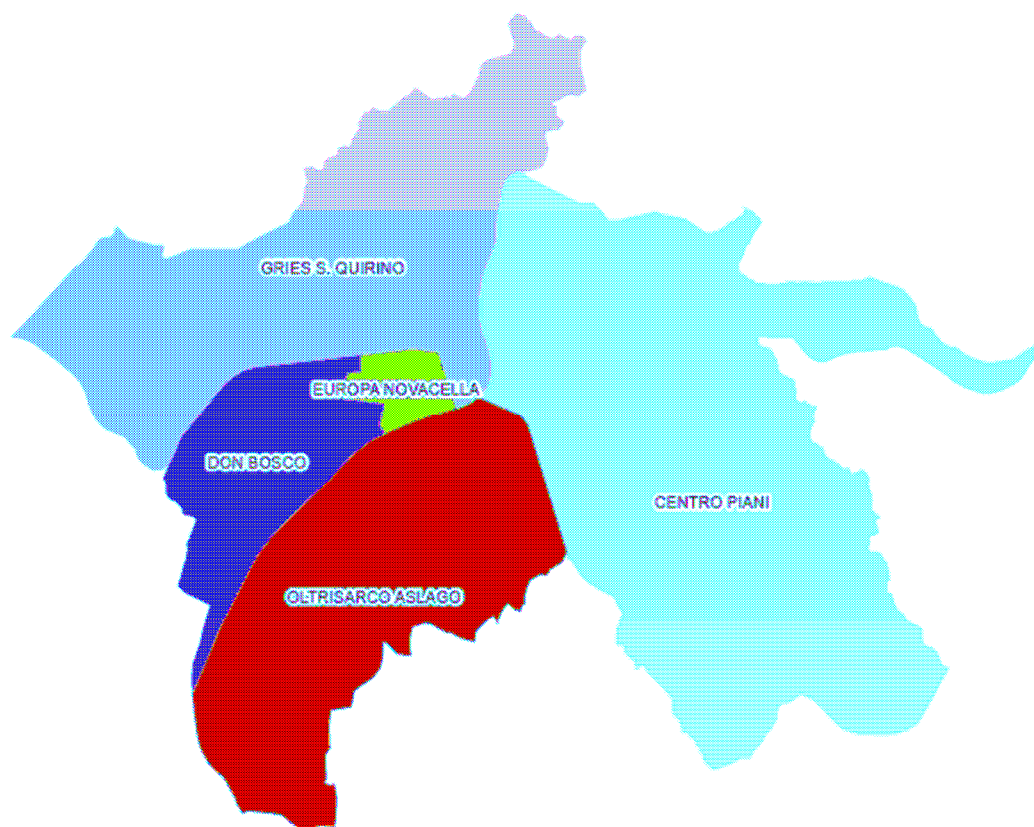 GRIES S. QUIRINO
EUROPA NOVACELLA
DON BOSCO
CENTRO PIANI
OLTRISARCO ASLAGO